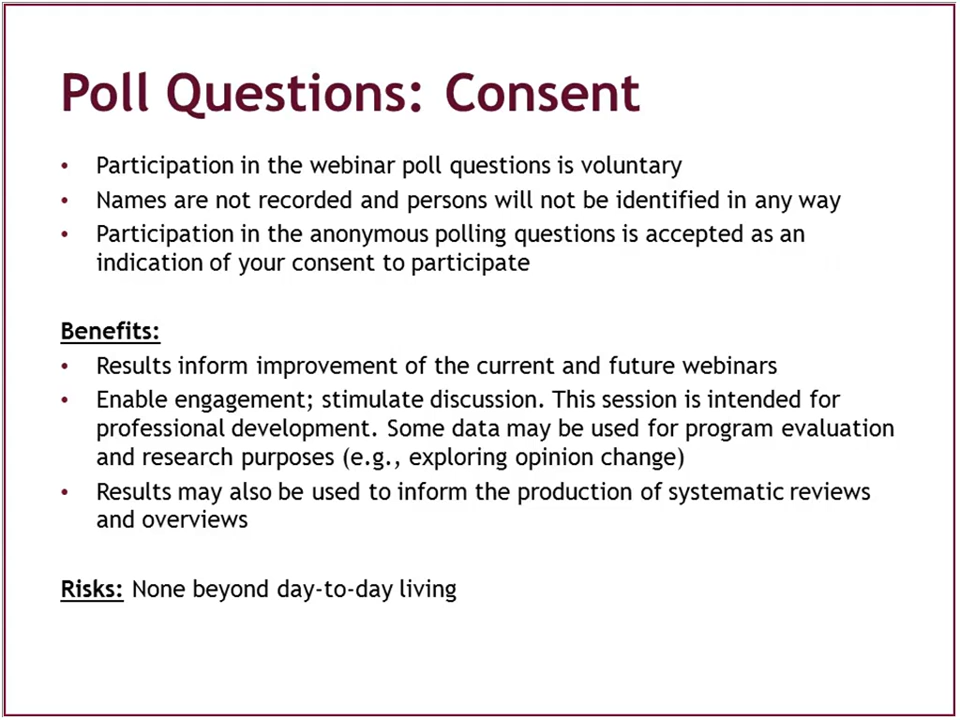 Poll Questions: Consent
• Participation in the webinar poll questions is voluntary
• Names are not recorded and persons will not be identified in any way
• Participation in the anonymous polling questions is accepted as an
indication of your consent to participate
Benefits:
• Results inform improvement of the current and future webinars
• Enable engagement; stimulate discussion. This session is intended for
professional development. Some data may be used for program evaluation
and research purposes (e.g., exploring opinion change)
• Results may also be used to inform the production of systematic reviews
and overviews
Risks: None beyond day-to-day living